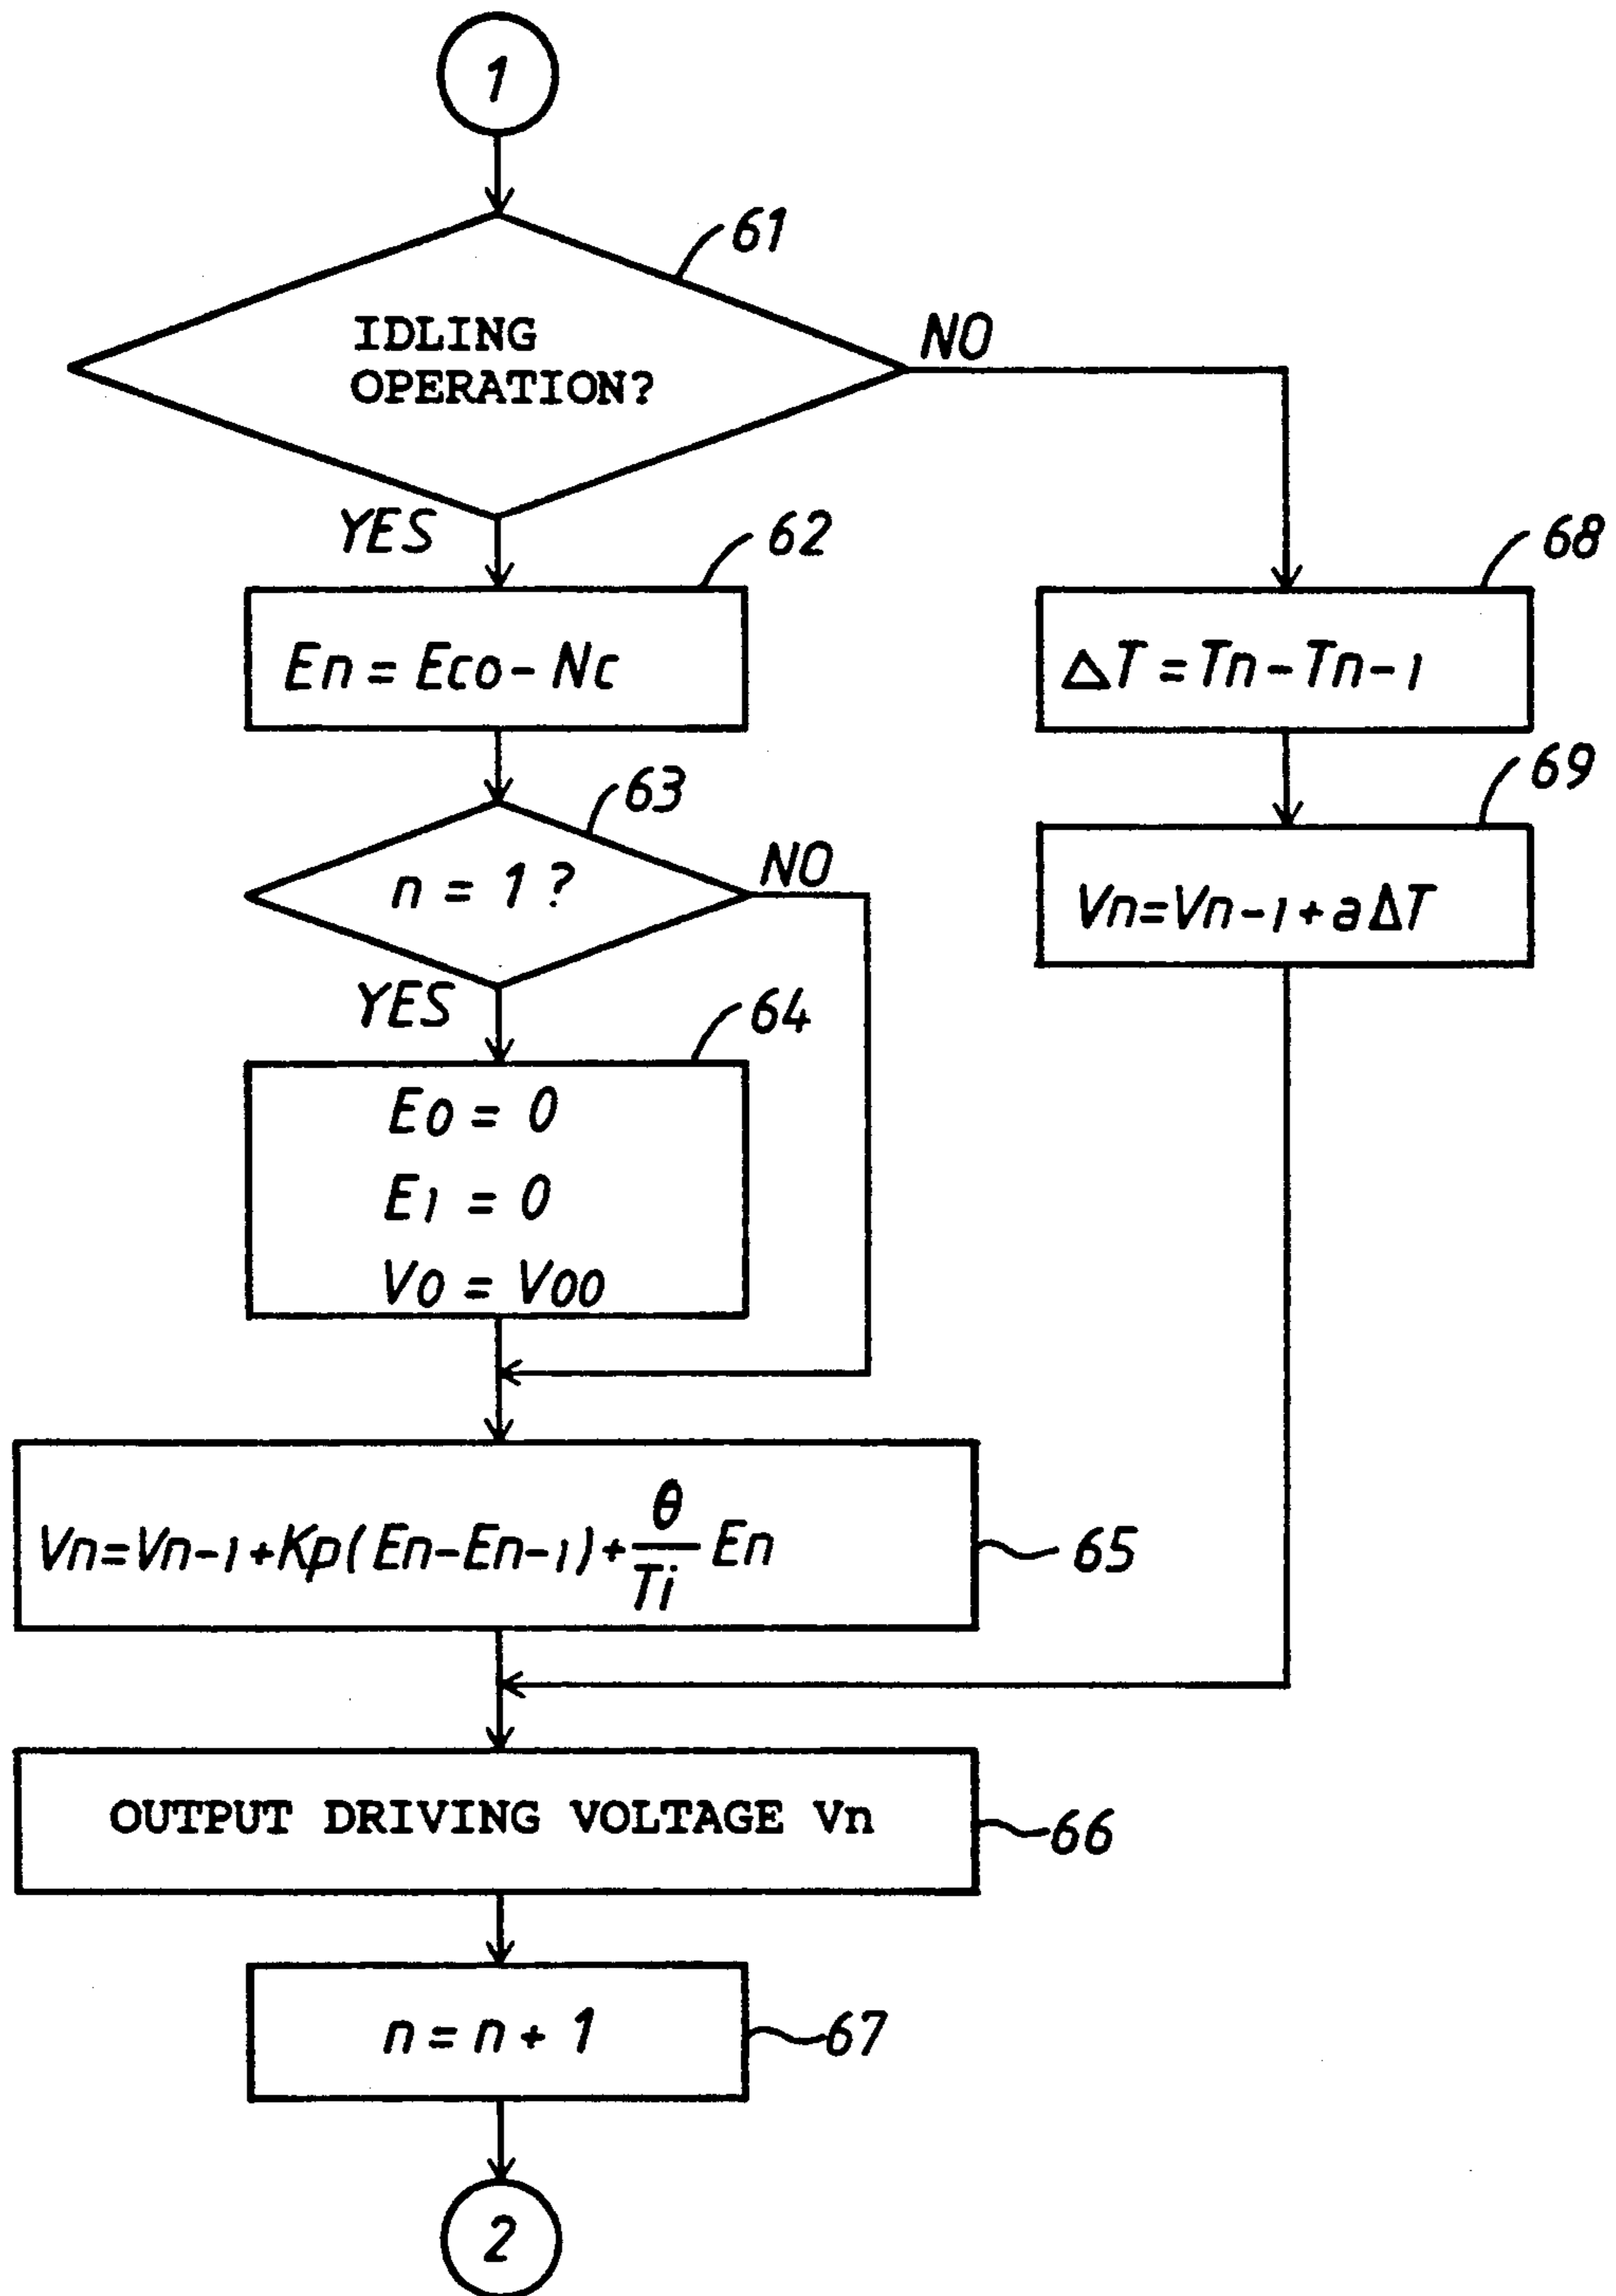 1
61
IDLING
OPERATION?
NO
YES
62
En = Eco - Nc
63
n = 1 ?
NO
YES
64
E0 = 0
E1 = 0
V0 = V00
Vn=Vn-1+Kp(En-En-1)+θ/Ti En
65
68
ΔT = Tn - Tn-1
69
Vn=Vn-1+aΔT
OUTPUT DRIVING VOLTAGE Vn
66
n = n + 1
67
2